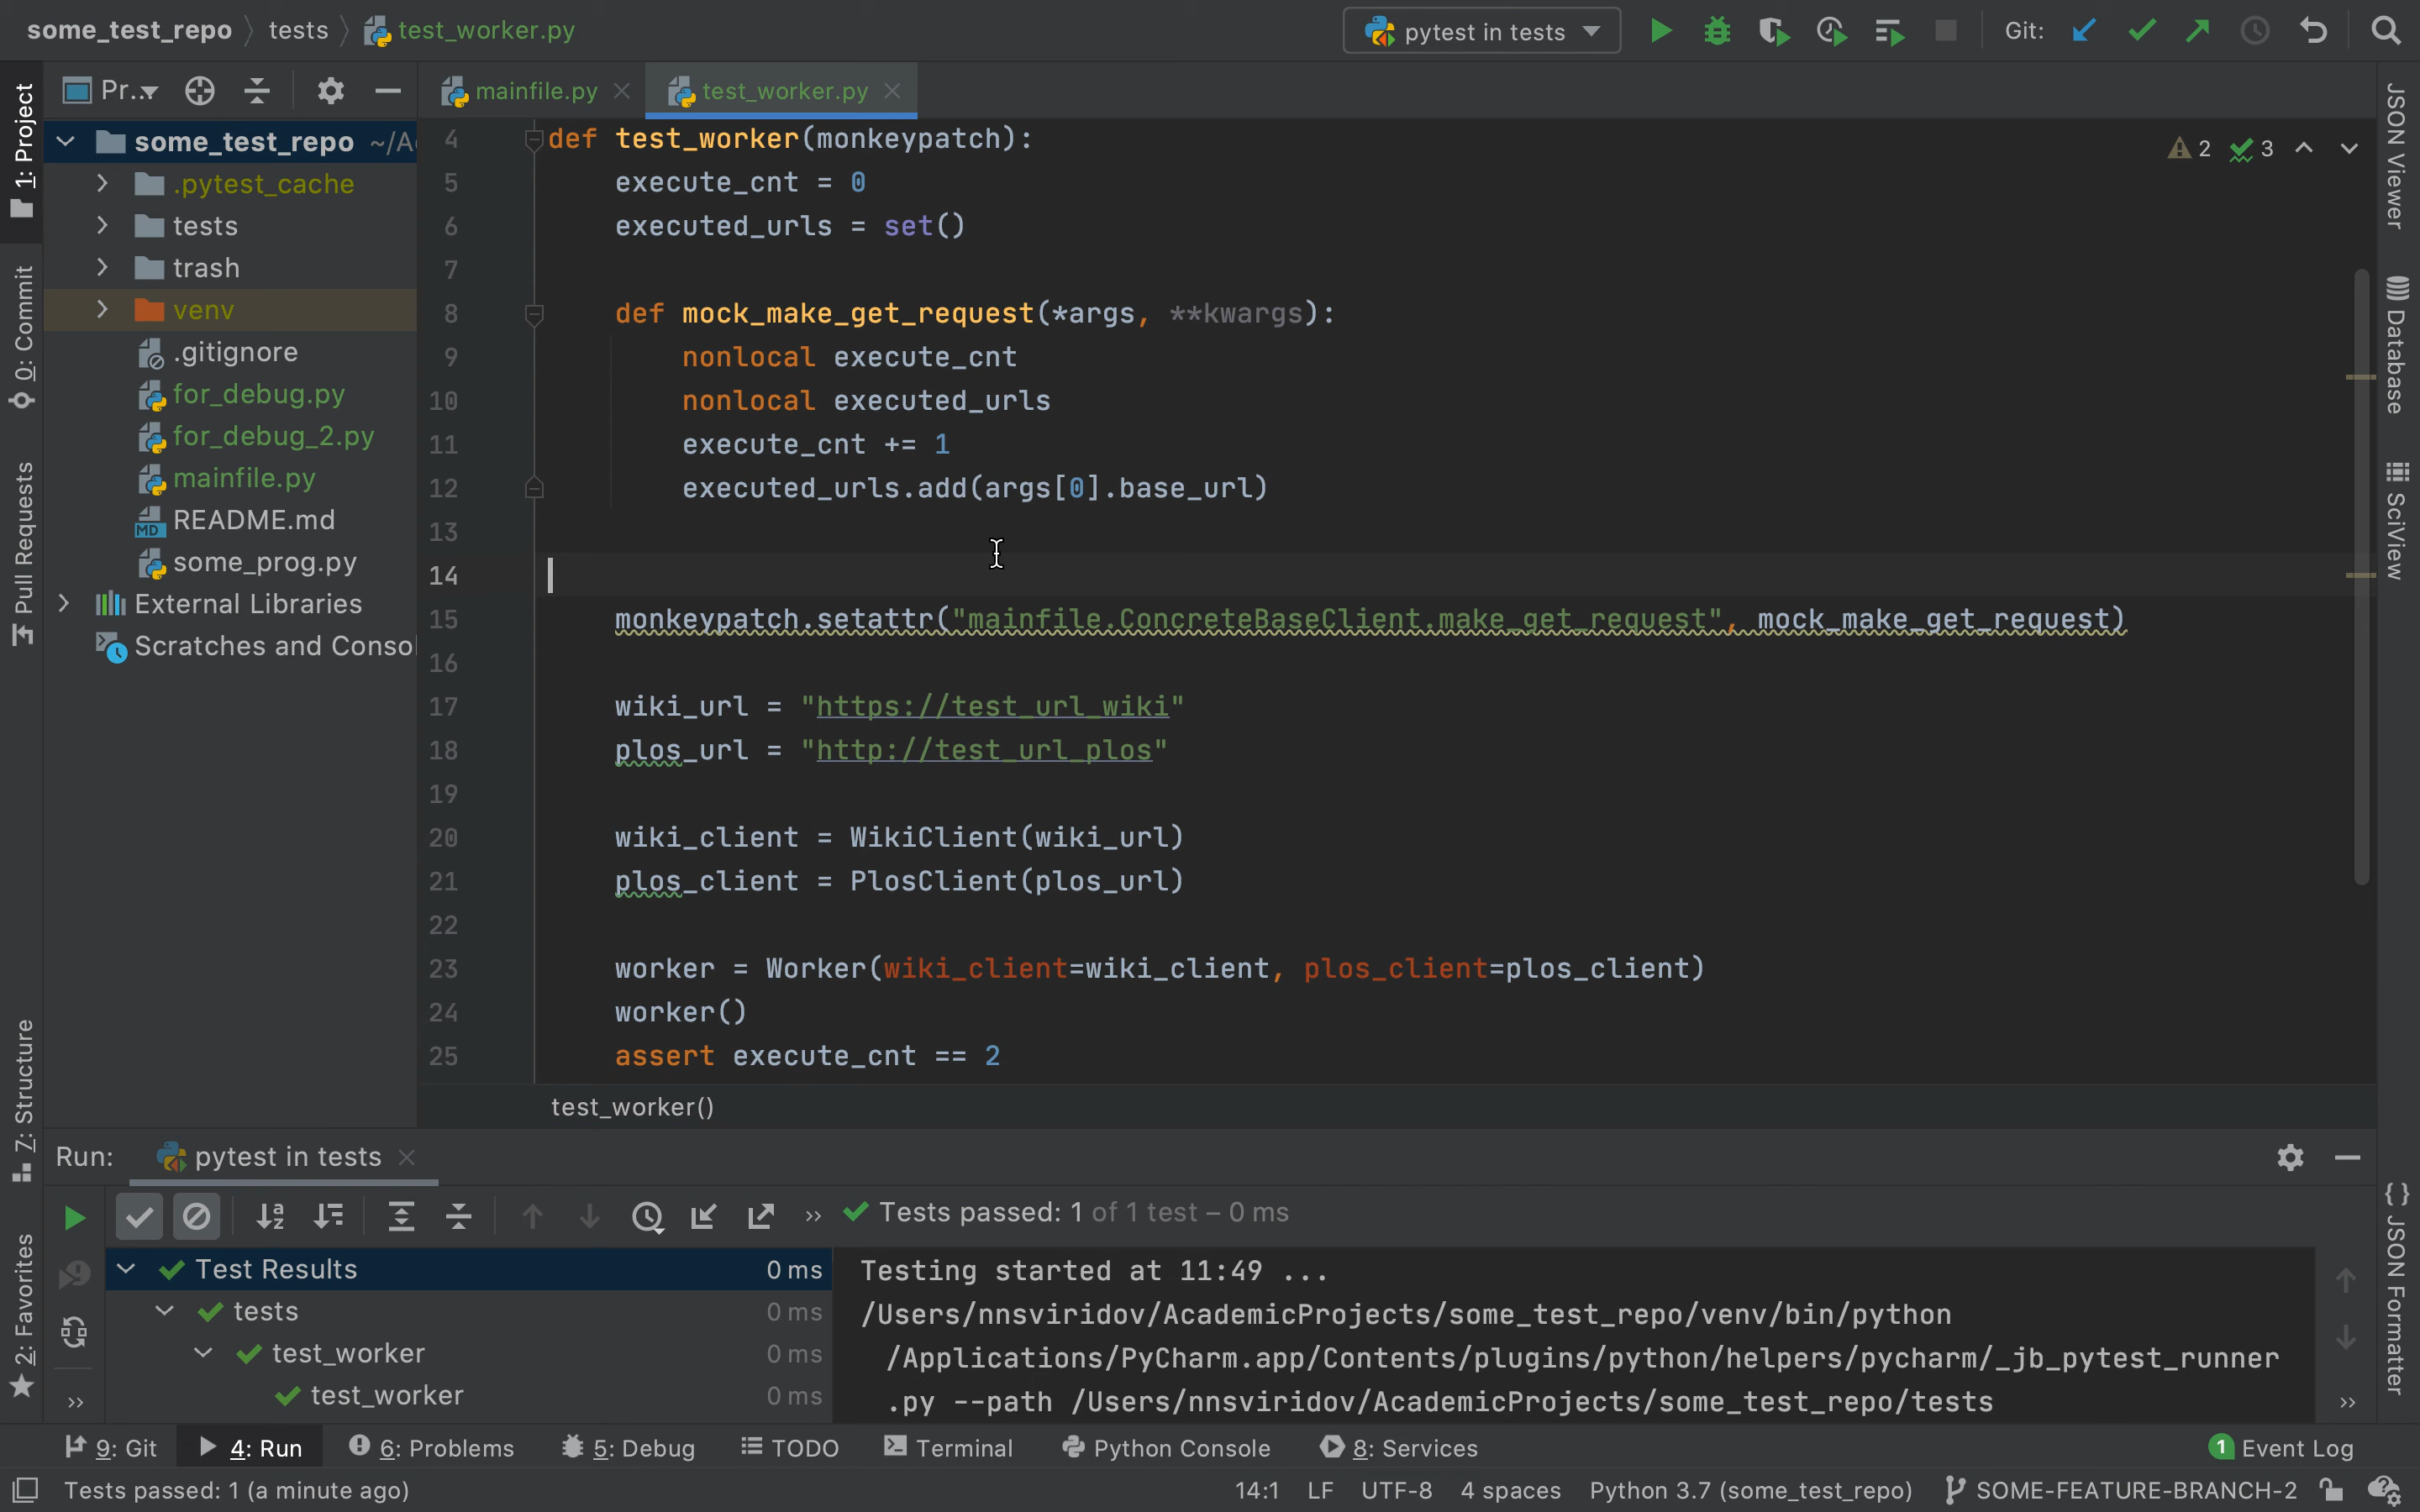 some_test_repo tests test_worker.py pytest in tests Git:
Pr... mainfile.py test_worker.py
1: Project
0: Commit
Pull Requests
Z: Structure
2: Favorites
some_test_repo
.pytest_cache
tests
trash
venv
.gitignore
for_debug.py
for_debug_2.py
mainfile.py
MD README.md
some_prog.py
External Libraries
2 3
4 def test_worker(monkeypatch):
5 execute_cnt = 0
6 executed_urls = set()
7
8 def mock_make_get_request(*args, **kwargs):
9 nonlocal execute_cnt
10 nonlocal executed_urls
11 execute_cnt += 1
12 executed_urls.add(args[0].base_url)
13
14
15 monkeypatch.setattr("mainfile.ConcreteBaseClient.make_get_request", mock_make_get_request)
16
17 wiki_url = "https://test_url_wiki"
18 plos_url = "http://test_url_plos"
19
20 wiki_client = WikiClient(wiki_url)
21 plos_client = PlosClient(plos_url)
22
23 worker = Worker(wiki_client=wiki_client, plos_client=plos_client)
24 worker()
25 assert execute_cnt == 2
test_worker()
JSON Viewer
Database
SciView
JSON Formatter
Run: pytest in tests
Tests passed: 1 of 1 test – 0 ms
Test Results 0 ms
tests 0 ms
test_worker 0 ms
test_worker 0 ms
Testing started at 11:49 ...
/Users/nnsviridov/AcademicProjects/some_test_repo/venv/bin/python
/Applications/PyCharm.app/Contents/plugins/python/helpers/pycharm/_jb_pytest_runner
.py --path /Users/nnsviridov/AcademicProjects/some_test_repo/tests
9: Git 4: Run 6: Problems 5: Debug TODO Terminal Python Console 8: Services 1 Event Log
Tests passed: 1 (a minute ago) 14:1 LF UTF-8 4 spaces Python 3.7 (some_test_repo) SOME-FEATURE-BRANCH-2